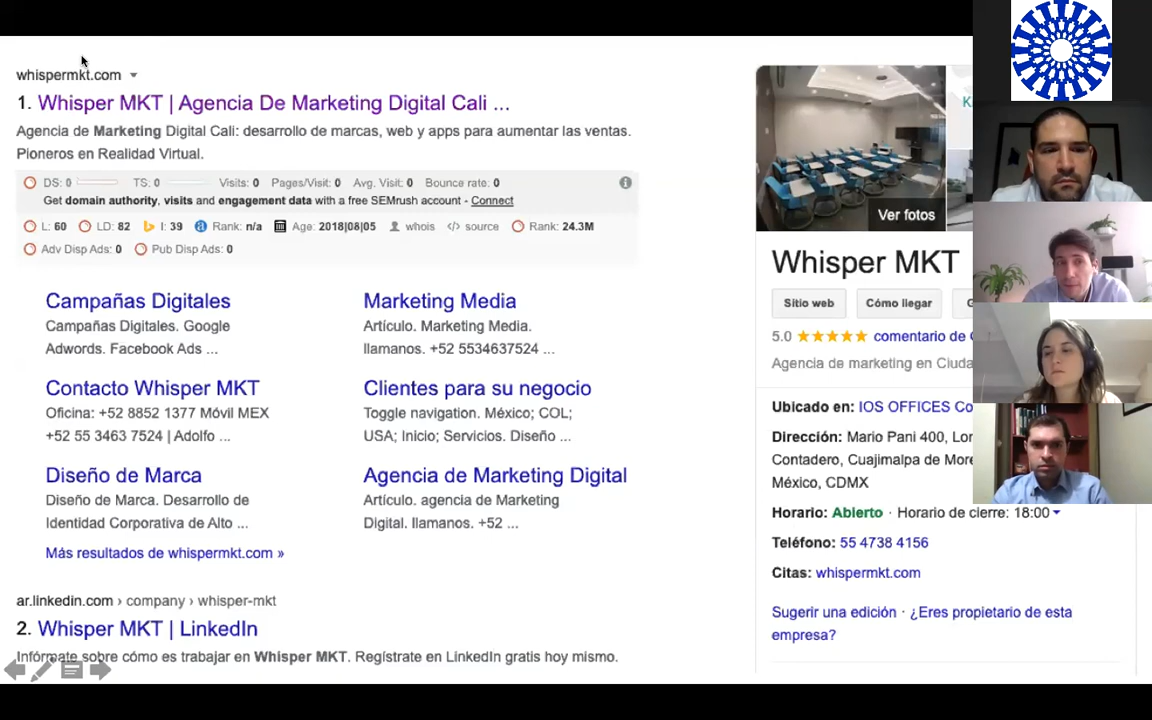 whispermkt.com
1. Whisper MKT | Agencia De Marketing Digital Cali ...
Agencia de Marketing Digital Cali: desarrollo de marcas, web y apps para aumentar las ventas.
Pioneros en Realidad Virtual.
DS: 0 TS: 0 Visits: 0 Pages/Visit: 0 Avg. Visit: 0 Bounce rate: 0
Get domain authority, visits and engagement data with a free SEMrush account - Connect
L: 60 LD: 82 I: 39 Rank: n/a Age: 2018|08|05 whois </> source Rank: 24.3M
Adv Disp Ads: 0 Pub Disp Ads: 0
Campañas Digitales
Campañas Digitales. Google
Adwords. Facebook Ads ...
Marketing Media
Artículo. Marketing Media.
llamanos. +52 5534637524 ...
Contacto Whisper MKT
Oficina: +52 8852 1377 Móvil MEX
+52 55 3463 7524 | Adolfo ...
Clientes para su negocio
Toggle navigation. México; COL;
USA; Inicio; Servicios. Diseño ...
Diseño de Marca
Diseño de Marca. Desarrollo de
Identidad Corporativa de Alto ...
Agencia de Marketing Digital
Artículo. agencia de Marketing
Digital. llamanos. +52 ...
Más resultados de whispermkt.com »
ar.linkedin.com › company › whisper-mkt
2. Whisper MKT | LinkedIn
Infórmate sobre cómo es trabajar en Whisper MKT. Regístrate en LinkedIn gratis hoy mismo.
Ver fotos
Whisper MKT
Sitio web
Cómo llegar
5.0 comentario de
Agencia de marketing en Ciuda
Ubicado en: IOS OFFICES Co
Dirección: Mario Pani 400, Lor
Contadero, Cuajimalpa de More
México, CDMX
Horario: Abierto · Horario de cierre: 18:00
Teléfono: 55 4738 4156
Citas: whispermkt.com
Sugerir una edición · ¿Eres propietario de esta
empresa?